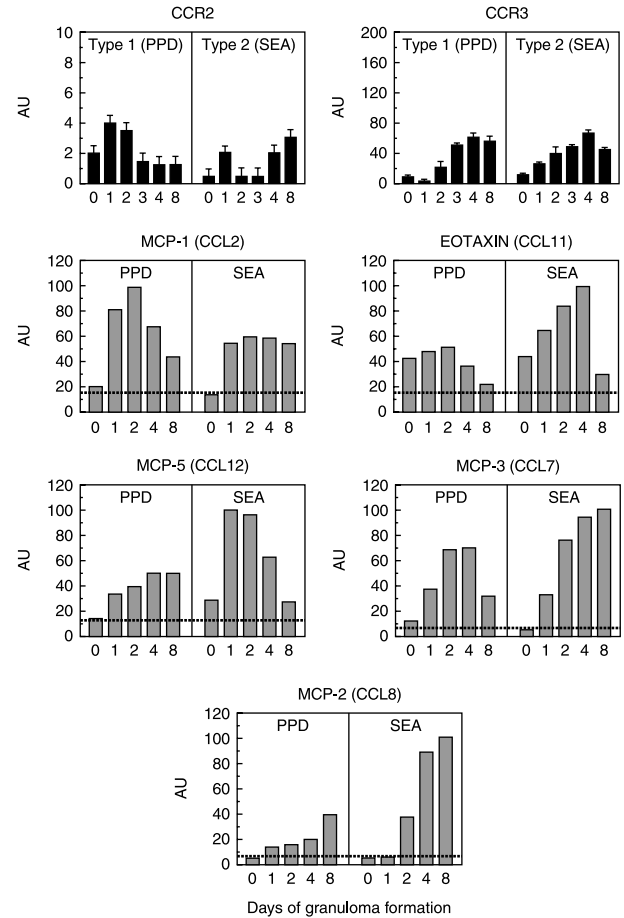 CCR2
10
8
6
4
2
0
AU
Type 1 (PPD)
Type 2 (SEA)
0 1 2 3 4 8
0 1 2 3 4 8
CCR3
200
160
120
80
40
0
AU
Type 1 (PPD)
Type 2 (SEA)
0 1 2 3 4 8
0 1 2 3 4 8
MCP-1 (CCL2)
120
100
80
60
40
20
0
AU
PPD
SEA
0 1 2 4 8
0 1 2 4 8
EOTAXIN (CCL11)
120
100
80
60
40
20
0
AU
PPD
SEA
0 1 2 4 8
0 1 2 4 8
MCP-5 (CCL12)
120
100
80
60
40
20
0
AU
PPD
SEA
0 1 2 4 8
0 1 2 4 8
MCP-3 (CCL7)
120
100
80
60
40
20
0
AU
PPD
SEA
0 1 2 4 8
0 1 2 4 8
MCP-2 (CCL8)
120
100
80
60
40
20
0
AU
PPD
SEA
0 1 2 4 8
0 1 2 4 8
Days of granuloma formation